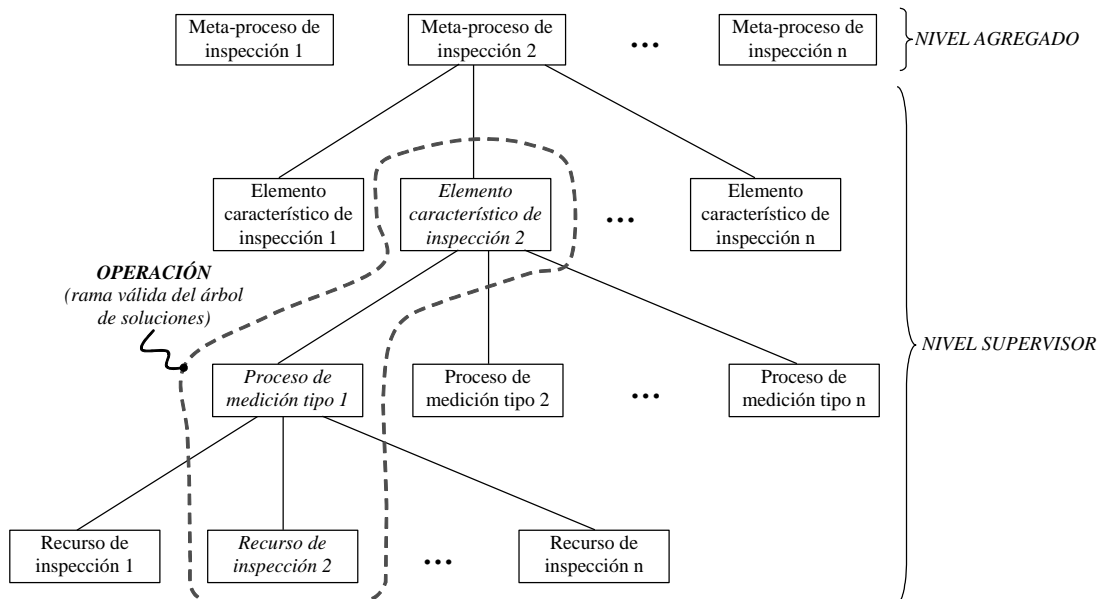 Meta-proceso de
inspección 1
Meta-proceso de
inspección 2
...
Meta-proceso de
inspección n
NIVEL AGREGADO
Elemento
característico de
inspección 1
Elemento
característico de
inspección 2
...
Elemento
característico de
inspección n
OPERACIÓN
(rama válida del árbol
de soluciones)
NIVEL SUPERVISOR
Proceso de
medición tipo 1
Proceso de
medición tipo 2
...
Proceso de
medición tipo n
Recurso de
inspección 1
Recurso de
inspección 2
...
Recurso de
inspección n